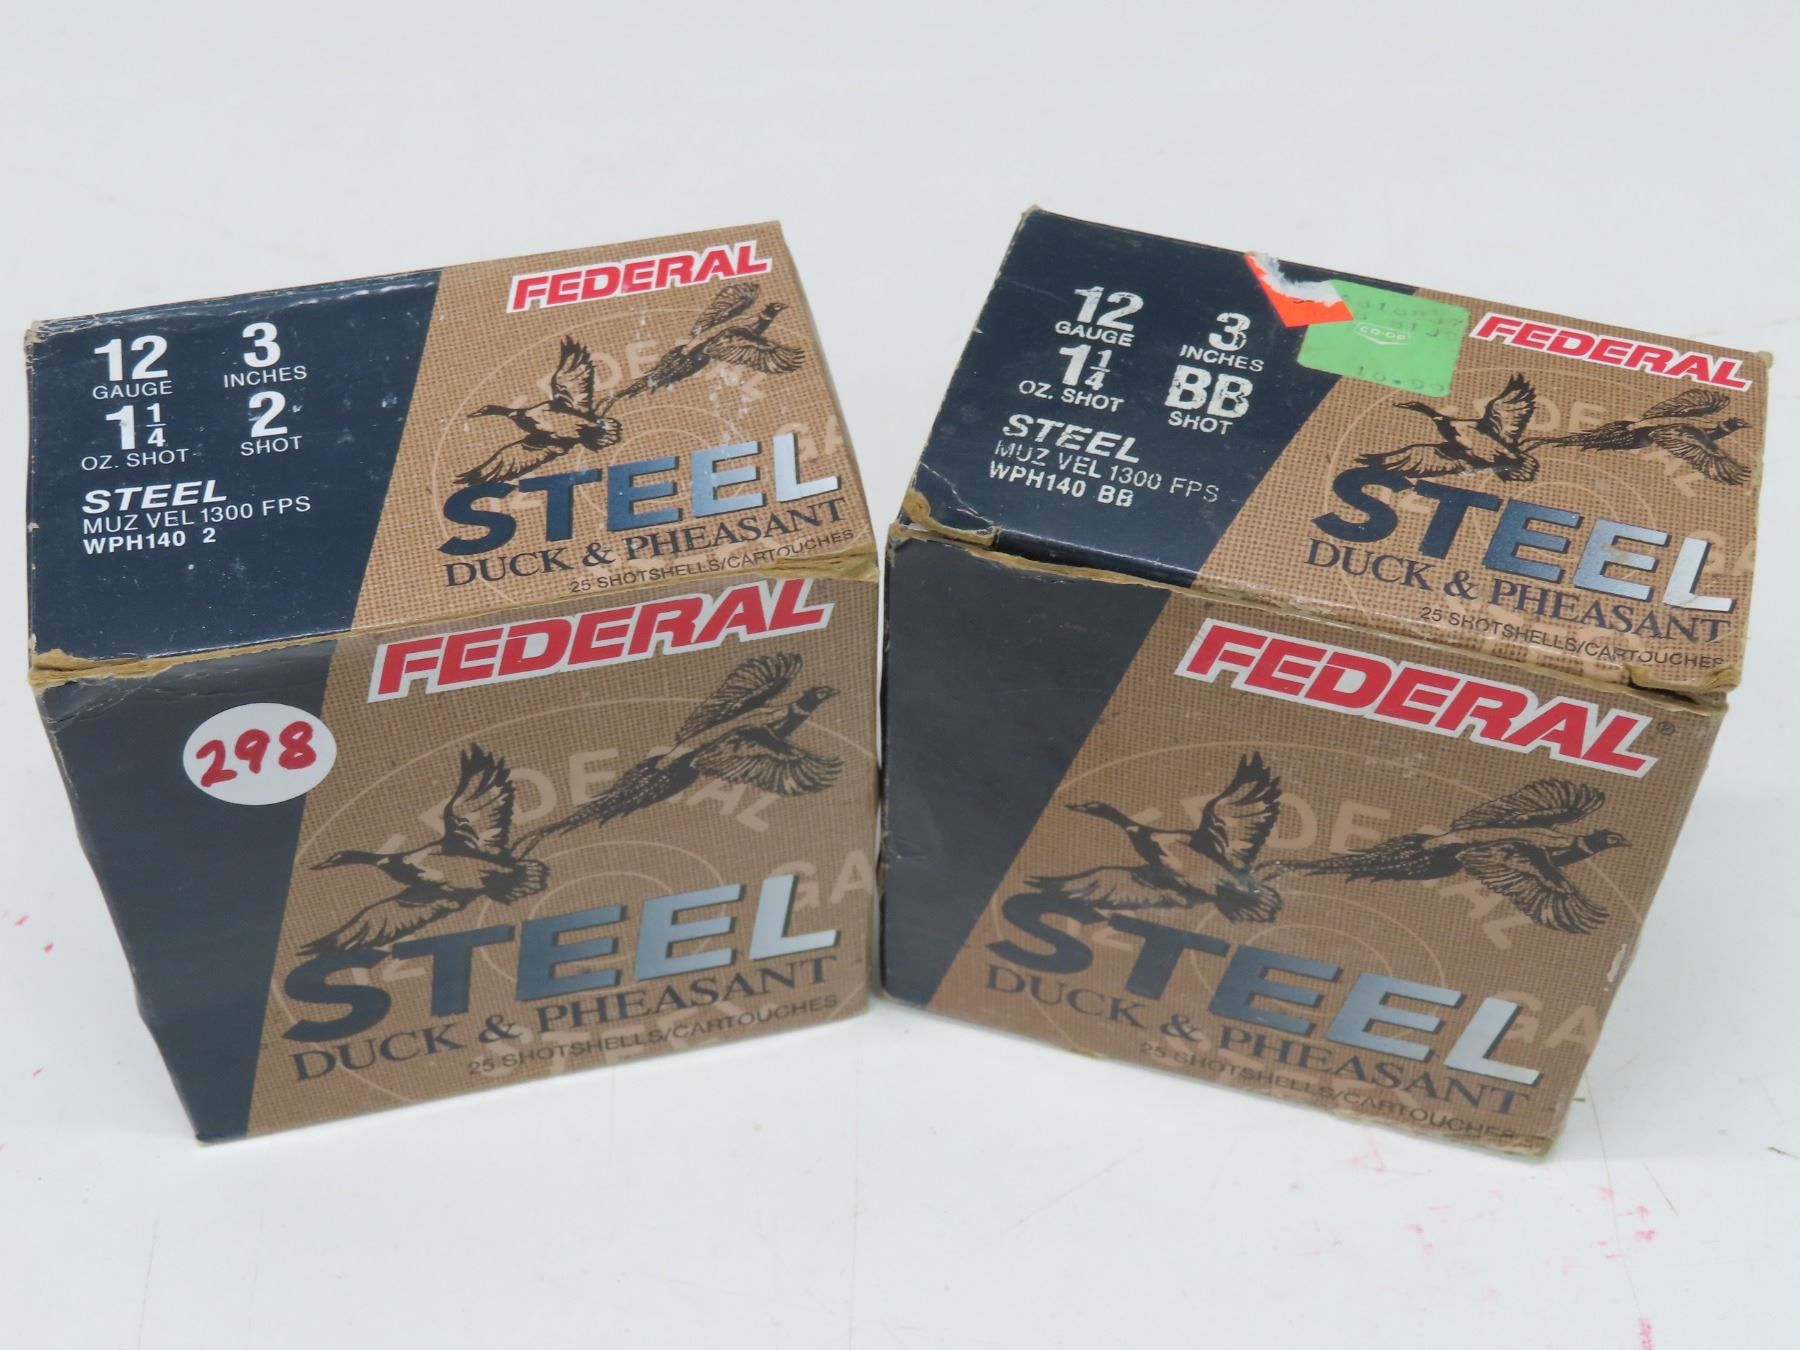 12 3
GAUGE INCHES
1 1/4 2
OZ. SHOT SHOT
STEEL
MUZ VEL 1300 FPS
WPH140 2
FEDERAL
STEEL
DUCK & PHEASANT
25 SHOTSHELLS/CARTOUCHES
FEDERAL
298
STEEL
DUCK & PHEASANT
25 SHOTSHELLS/CARTOUCHES
12 3
GAUGE INCHES
1 1/4 BB
OZ. SHOT SHOT
STEEL
MUZ VEL 1300 FPS
WPH140 BB
CO-OP
FEDERAL
STEEL
DUCK & PHEASANT
25 SHOTSHELLS/CARTOUCHES
FEDERAL®
STEEL
DUCK & PHEASANT
25 SHOTSHELLS/CARTOUCHES